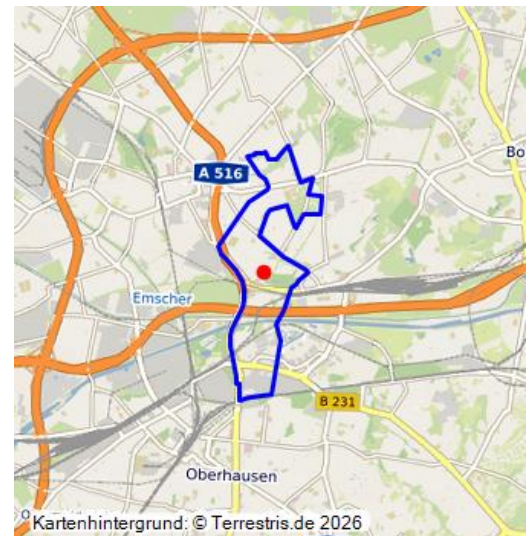 Bo
A 516
Emscher
B 231
Oberhausen
O
Kartenhintergrund: © Terrestris.de 2026